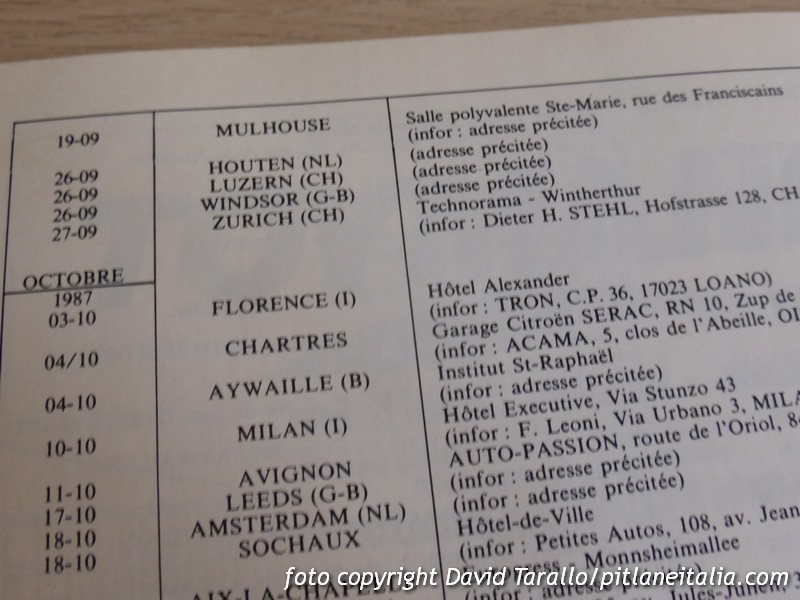 19-09 MULHOUSE Salle polyvalente Ste-Marie, rue des Franciscains
(infor : adresse précitée)
26-09 HOUTEN (NL) (adresse précitée)
26-09 LUZERN (CH) (adresse précitée)
26-09 WINDSOR (G-B) (adresse précitée)
27-09 ZURICH (CH) Technorama - Wintherthur
(infor : Dieter H. STEHL, Hofstrasse 128, CH
OCTOBRE
1987
03-10 FLORENCE (I) Hôtel Alexander
(infor : TRON, C.P. 36, 17023 LOANO)
04/10 CHARTRES Garage Citroën SERAC, RN 10, Zup de
(infor : ACAMA, 5, clos de l'Abeille,
04-10 AYWAILLE (B) Institut St-Raphaël
(infor : adresse précitée)
10-10 MILAN (I) Hôtel Executive, Via Stunzo 43
(infor : F. Leoni, Via Urbano 3,
11-10 AVIGNON AUTO-PASSION, route de l'Oriol,
17-10 LEEDS (G-B) (infor : adresse précitée)
18-10 AMSTERDAM (NL) (infor : adresse précitée)
18-10 SOCHAUX Hôtel-de-Ville
(infor : Petites Autos, 108, av. Jean
- Monnsheimallee
foto copyright David Tarallo/pitlaneitalia.com